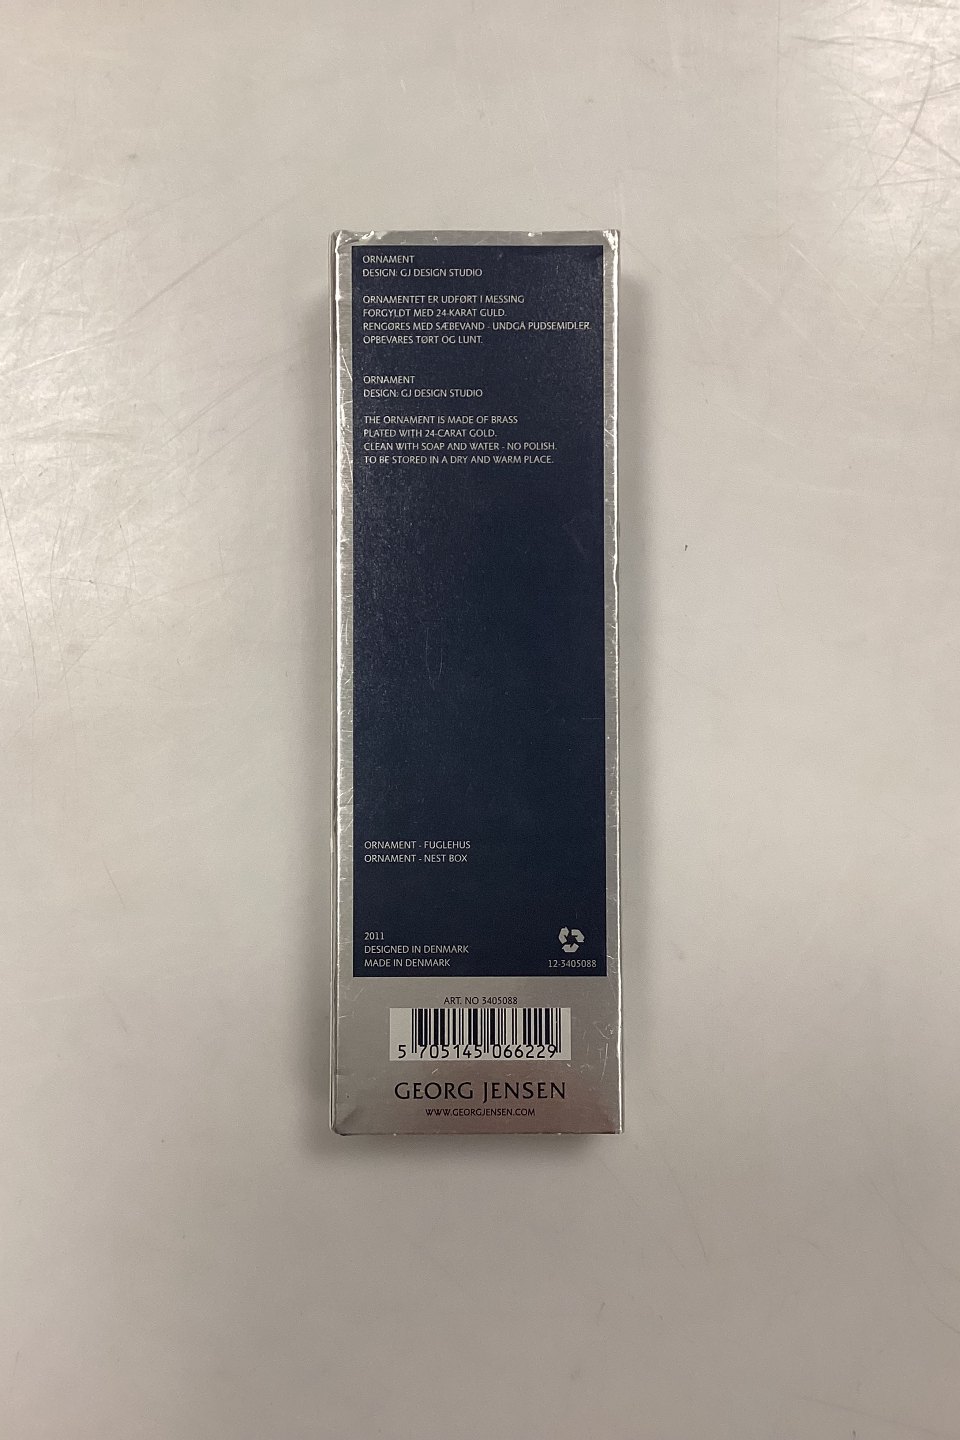 ORNAMENT
DESIGN: GJ DESIGN STUDIO
ORNAMENTET ER UDFØRT I MESSING
FORGYLDT MED 24-KARAT GULD.
RENGØRES MED SÆBEVAND - UNDGÅ PUDSEMIDLER.
OPBEVARES TØRT OG LUNT.
ORNAMENT
DESIGN: GJ DESIGN STUDIO
THE ORNAMENT IS MADE OF BRASS
PLATED WITH 24-CARAT GOLD.
CLEAN WITH SOAP AND WATER - NO POLISH.
TO BE STORED IN A DRY AND WARM PLACE.
ORNAMENT - FUGLEHUS
ORNAMENT - NEST BOX
2011
DESIGNED IN DENMARK
MADE IN DENMARK
12-3405088
ART. NO 3405088
5 705145 066229
GEORG JENSEN
WWW.GEORGJENSEN.COM